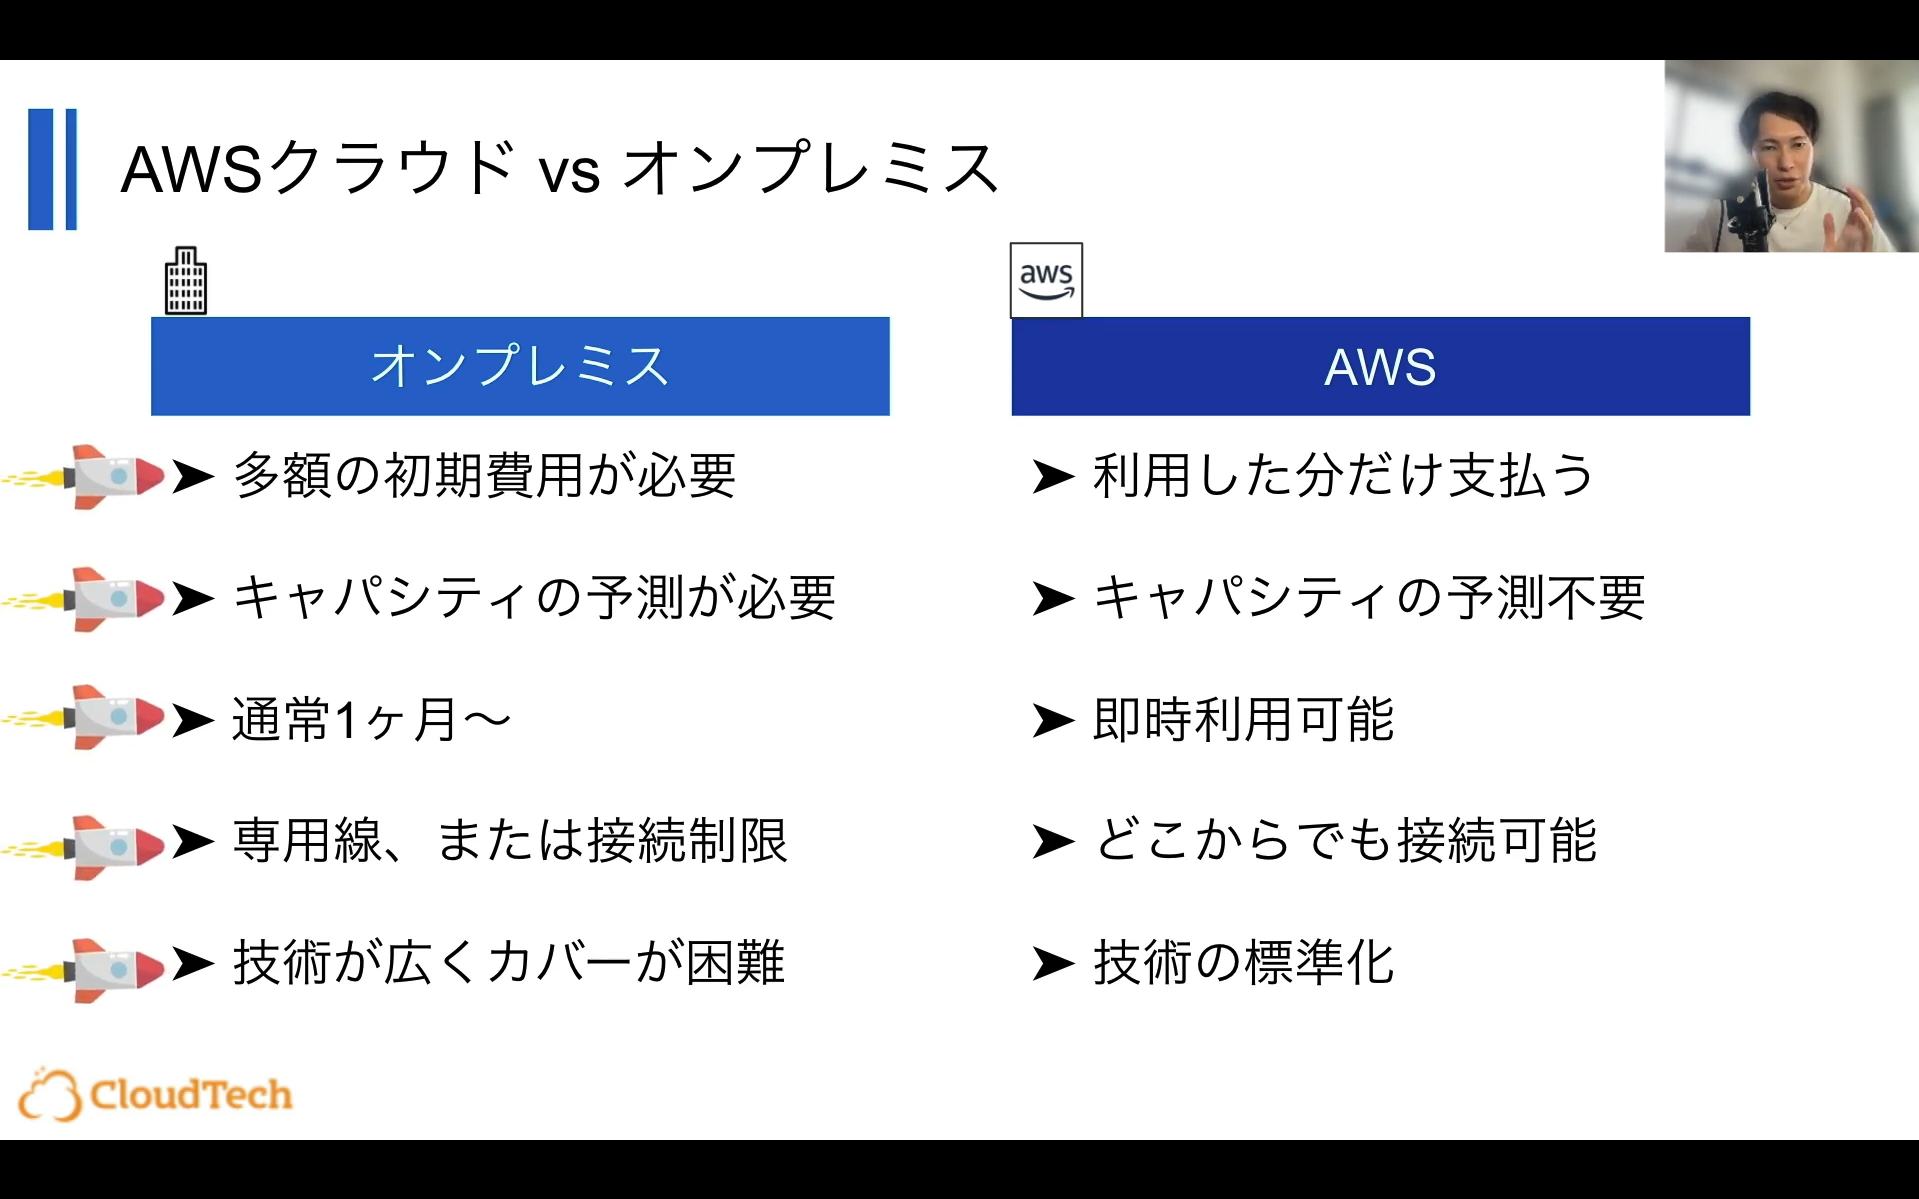 AWSクラウド vs オンプレミス
aws
オンプレミス
AWS
➤ 多額の初期費用が必要
➤ 利用した分だけ支払う
➤ キャパシティの予測が必要
➤ キャパシティの予測不要
➤ 通常1ヶ月〜
➤ 即時利用可能
➤ 専用線、または接続制限
➤ どこからでも接続可能
➤ 技術が広くカバーが困難
➤ 技術の標準化
CloudTech